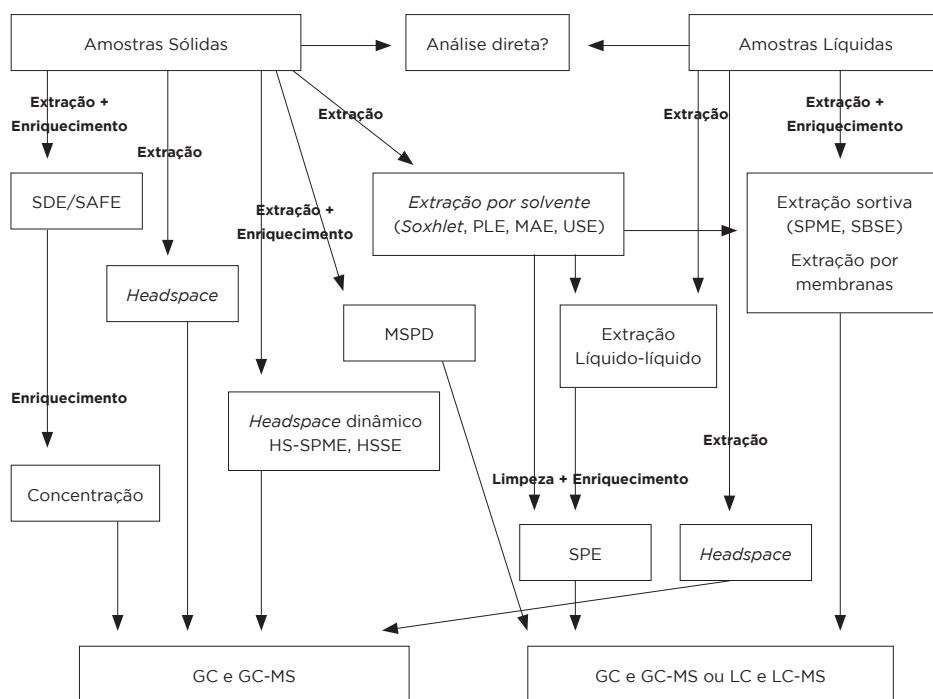 Amostras Sólidas
Análise direta?
Amostras Líquidas
Extração +
Enriquecimento
Extração
Extração
Extração
Extração +
Enriquecimento
SDE/SAFE
Extração por solvente
(Soxhlet, PLE, MAE, USE)
Extração sortiva
(SPME, SBSE)
Extração por
membranas
Extração +
Enriquecimento
Headspace
MSPD
Extração
Líquido-líquido
Enriquecimento
Headspace dinâmico
HS-SPME, HSSE
Extração
Limpeza + Enriquecimento
Concentração
SPE
Headspace
GC e GC-MS
GC e GC-MS ou LC e LC-MS